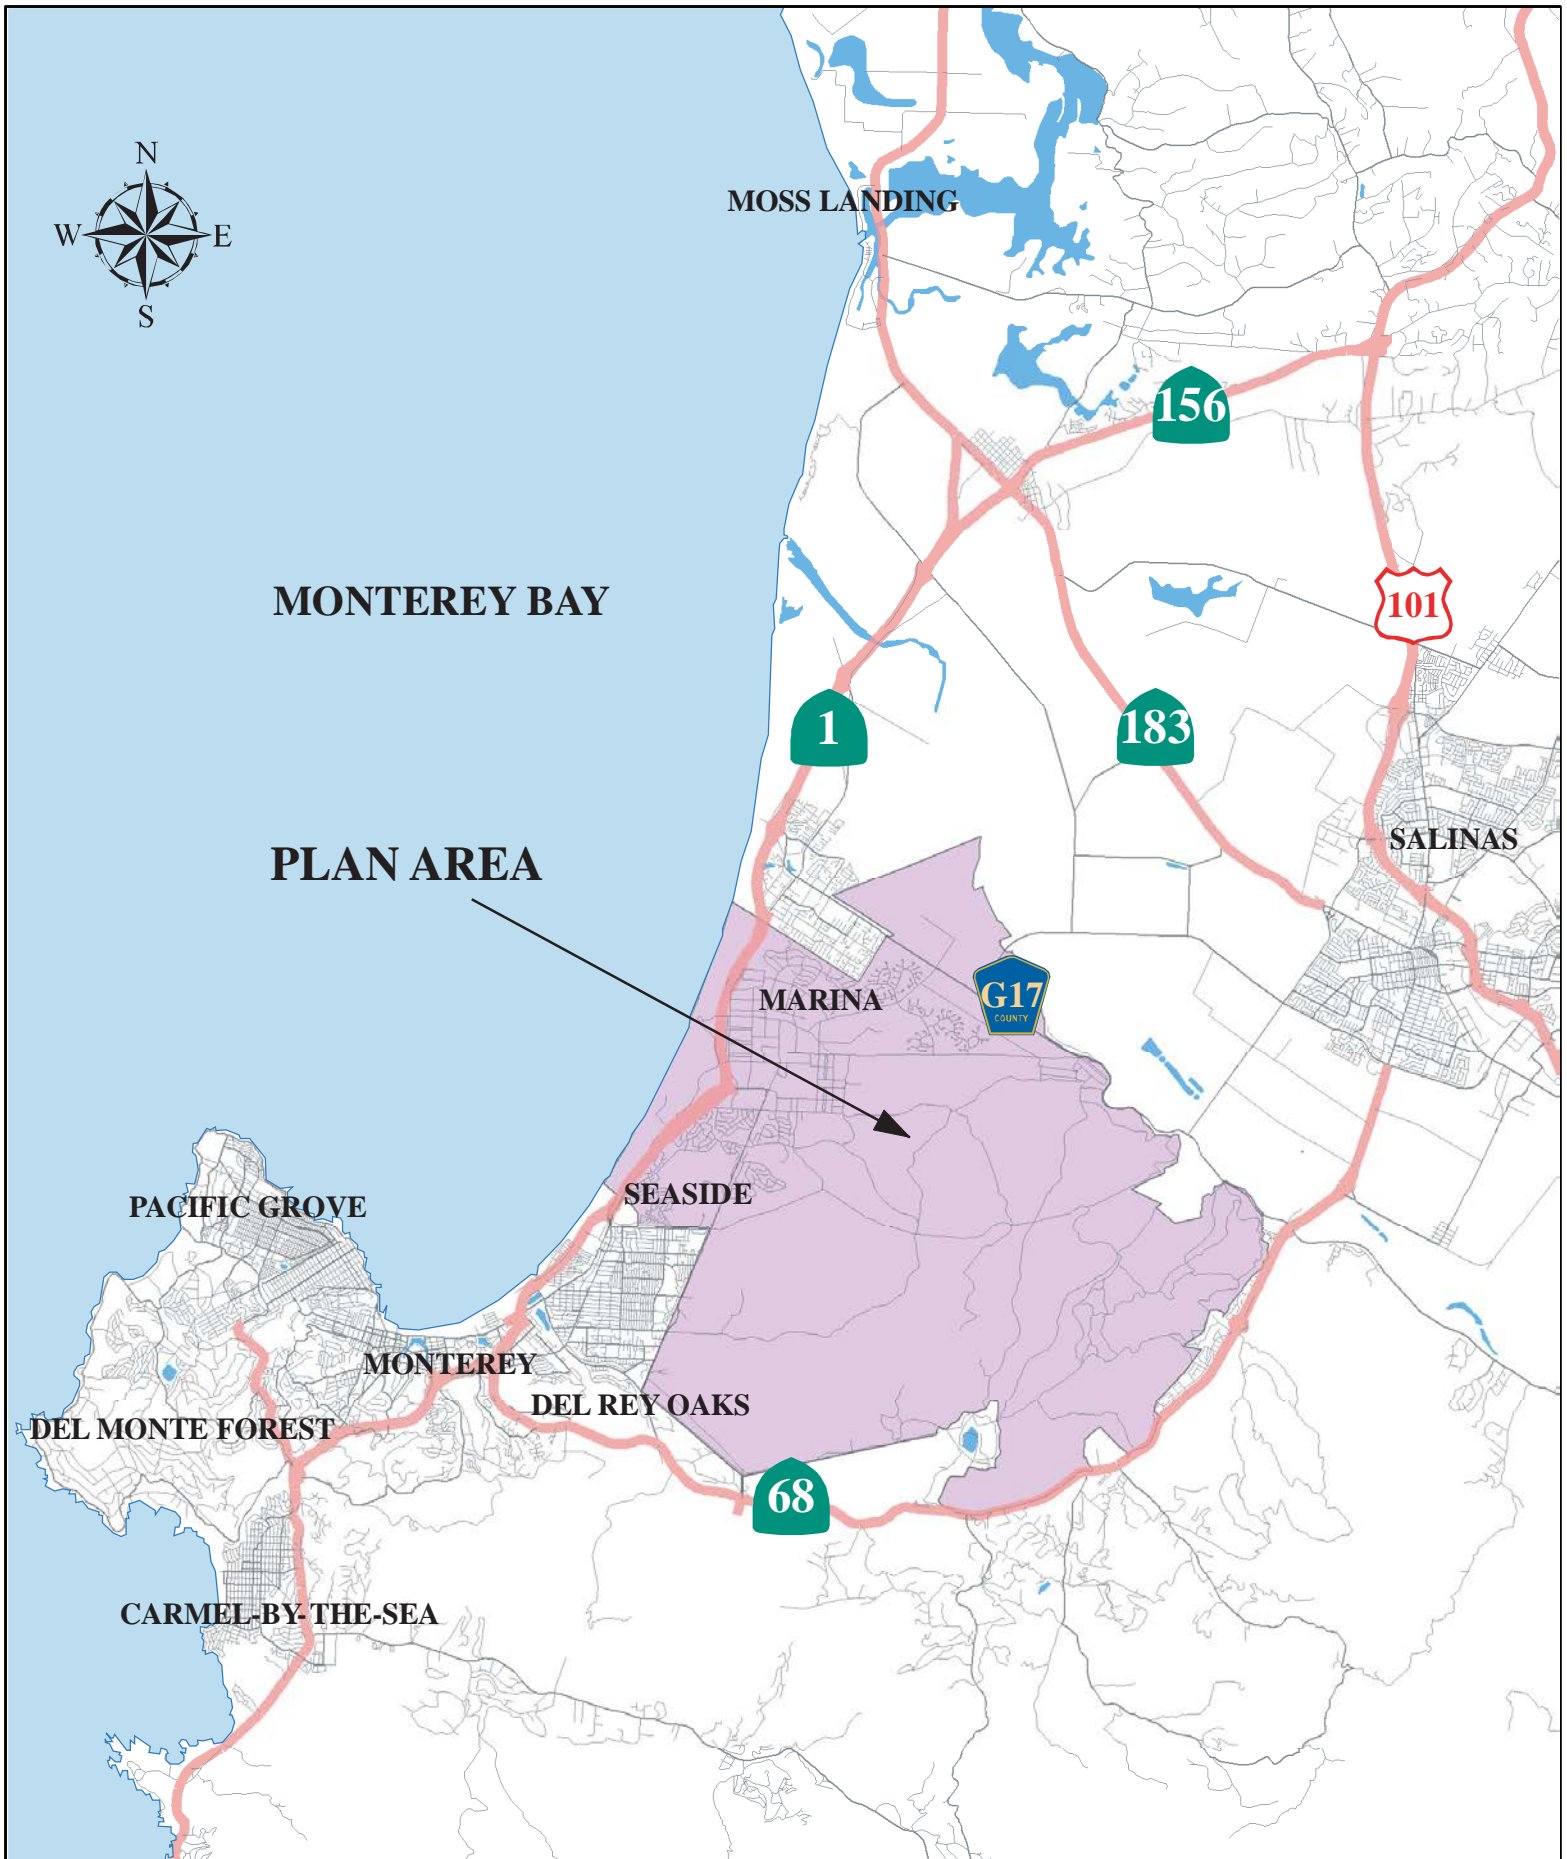 N
W E
S
MOSS LANDING
156
MONTEREY BAY
101
1
183
SALINAS
PLAN AREA
MARINA
G17
COUNTY
SEASIDE
PACIFIC GROVE
MONTEREY
DEL REY OAKS
DEL MONTE FOREST
68
CARMEL-BY-THE-SEA